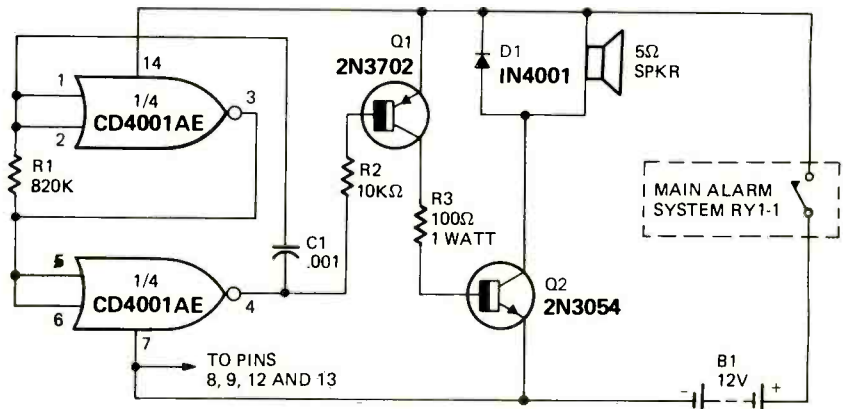 Q1
2N3702
D1
IN4001
5Ω
SPKR
14
1
2
3
1/4
CD4001AE
R1
820K
R2
10KΩ
R3
100Ω
1 WATT
C1
.001
MAIN ALARM
SYSTEM RY1-1
5
6
4
1/4
CD4001AE
7
Q2
2N3054
TO PINS
8, 9, 12 AND 13
B1
12V
- +